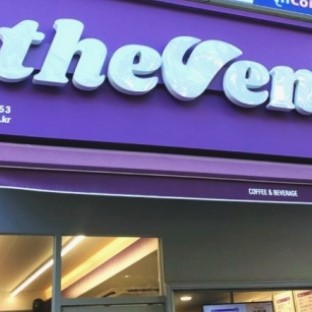 theven
53
.kr
COFFEE & BEVERAGE